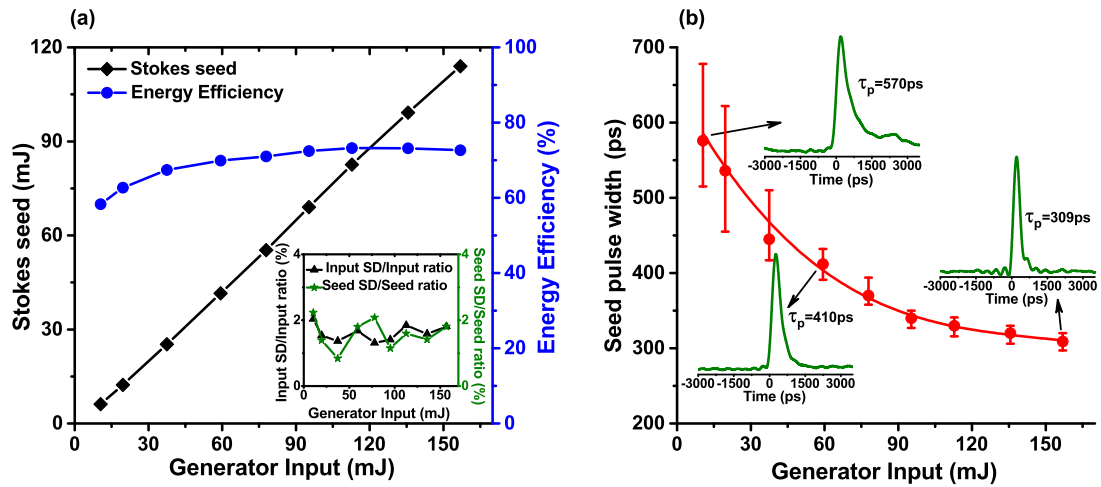 (a)
Stokes seed (mJ)
120
90
60
30
0
Stokes seed
Energy Efficiency
100
80
60
40
20
0
Energy Efficiency (%)
0 30 60 90 120 150
Generator Input (mJ)
Input SD/Input ratio (%)
4
2
0
Input SD/Input ratio
Seed SD/Seed ratio
4
2
0
Seed SD/Seed ratio (%)
0 50 100 150
Generator Input (mJ)
(b)
Seed pulse width (ps)
700
600
500
400
300
200
τp=570ps
-3000 -1500 0 1500 3000
Time (ps)
τp=309ps
-3000 -1500 0 1500 3000
Time (ps)
τp=410ps
-3000 -1500 0 1500 3000
Time (ps)
0 30 60 90 120 150
Generator Input (mJ)